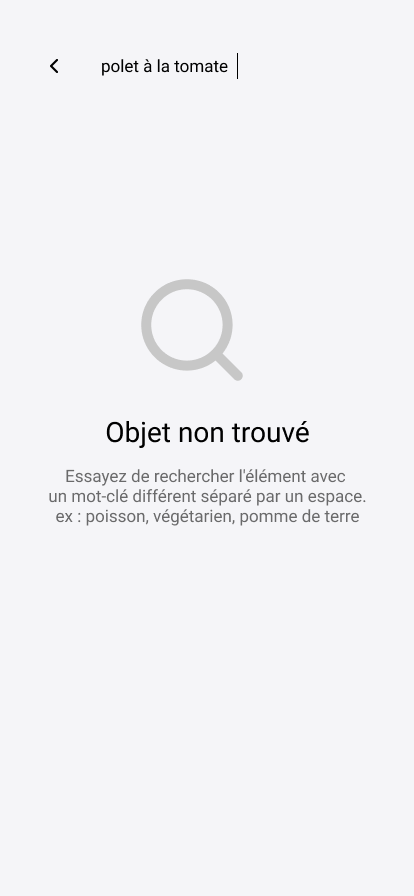 polet à la tomate
Objet non trouvé
Essayez de rechercher l'élément avec
un mot-clé différent séparé par un espace.
ex : poisson, végétarien, pomme de terre